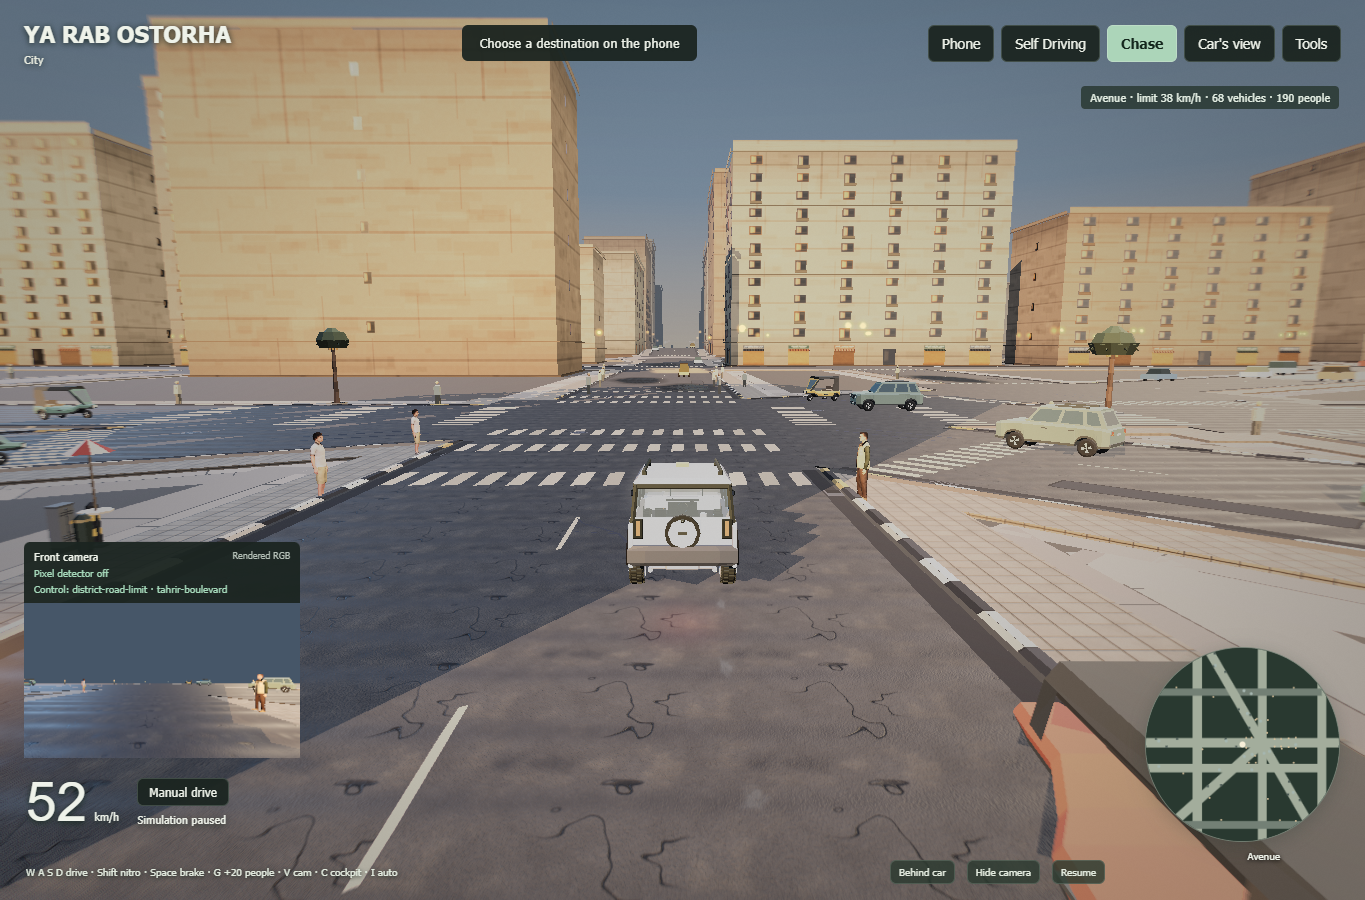 YA RAB OSTORHA
City
Choose a destination on the phone
Phone
Self Driving
Chase
Car's view
Tools
Avenue · limit 38 km/h · 68 vehicles · 190 people
Front camera
Rendered RGB
Pixel detector off
Control: district-road-limit · tahrir-boulevard
52 km/h
Manual drive
Simulation paused
W A S D drive · Shift nitro · Space brake · G +20 people · V cam · C cockpit · I auto
Behind car
Hide camera
Resume
Avenue